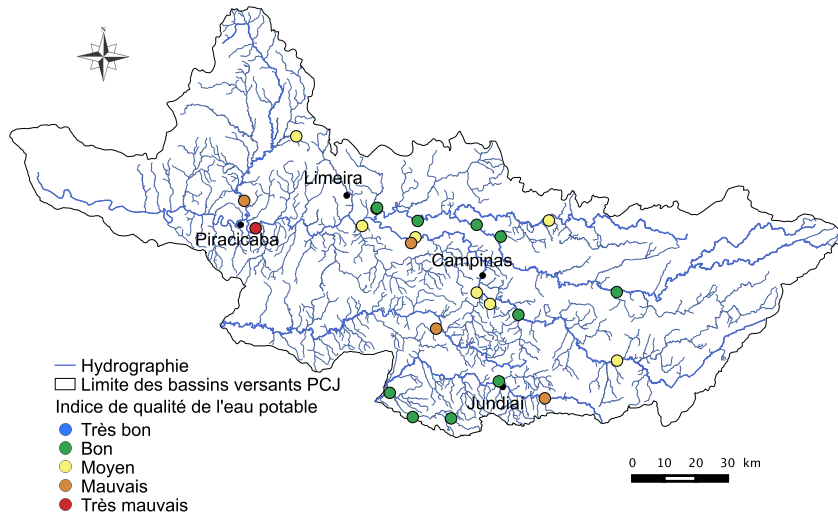 Limeira
Piracicaba
Campinas
Jundiaí
Hydrographie
Limite des bassins versants PCJ
Indice de qualité de l'eau potable
Très bon
Bon
Moyen
Mauvais
Très mauvais
0 10 20 30 km